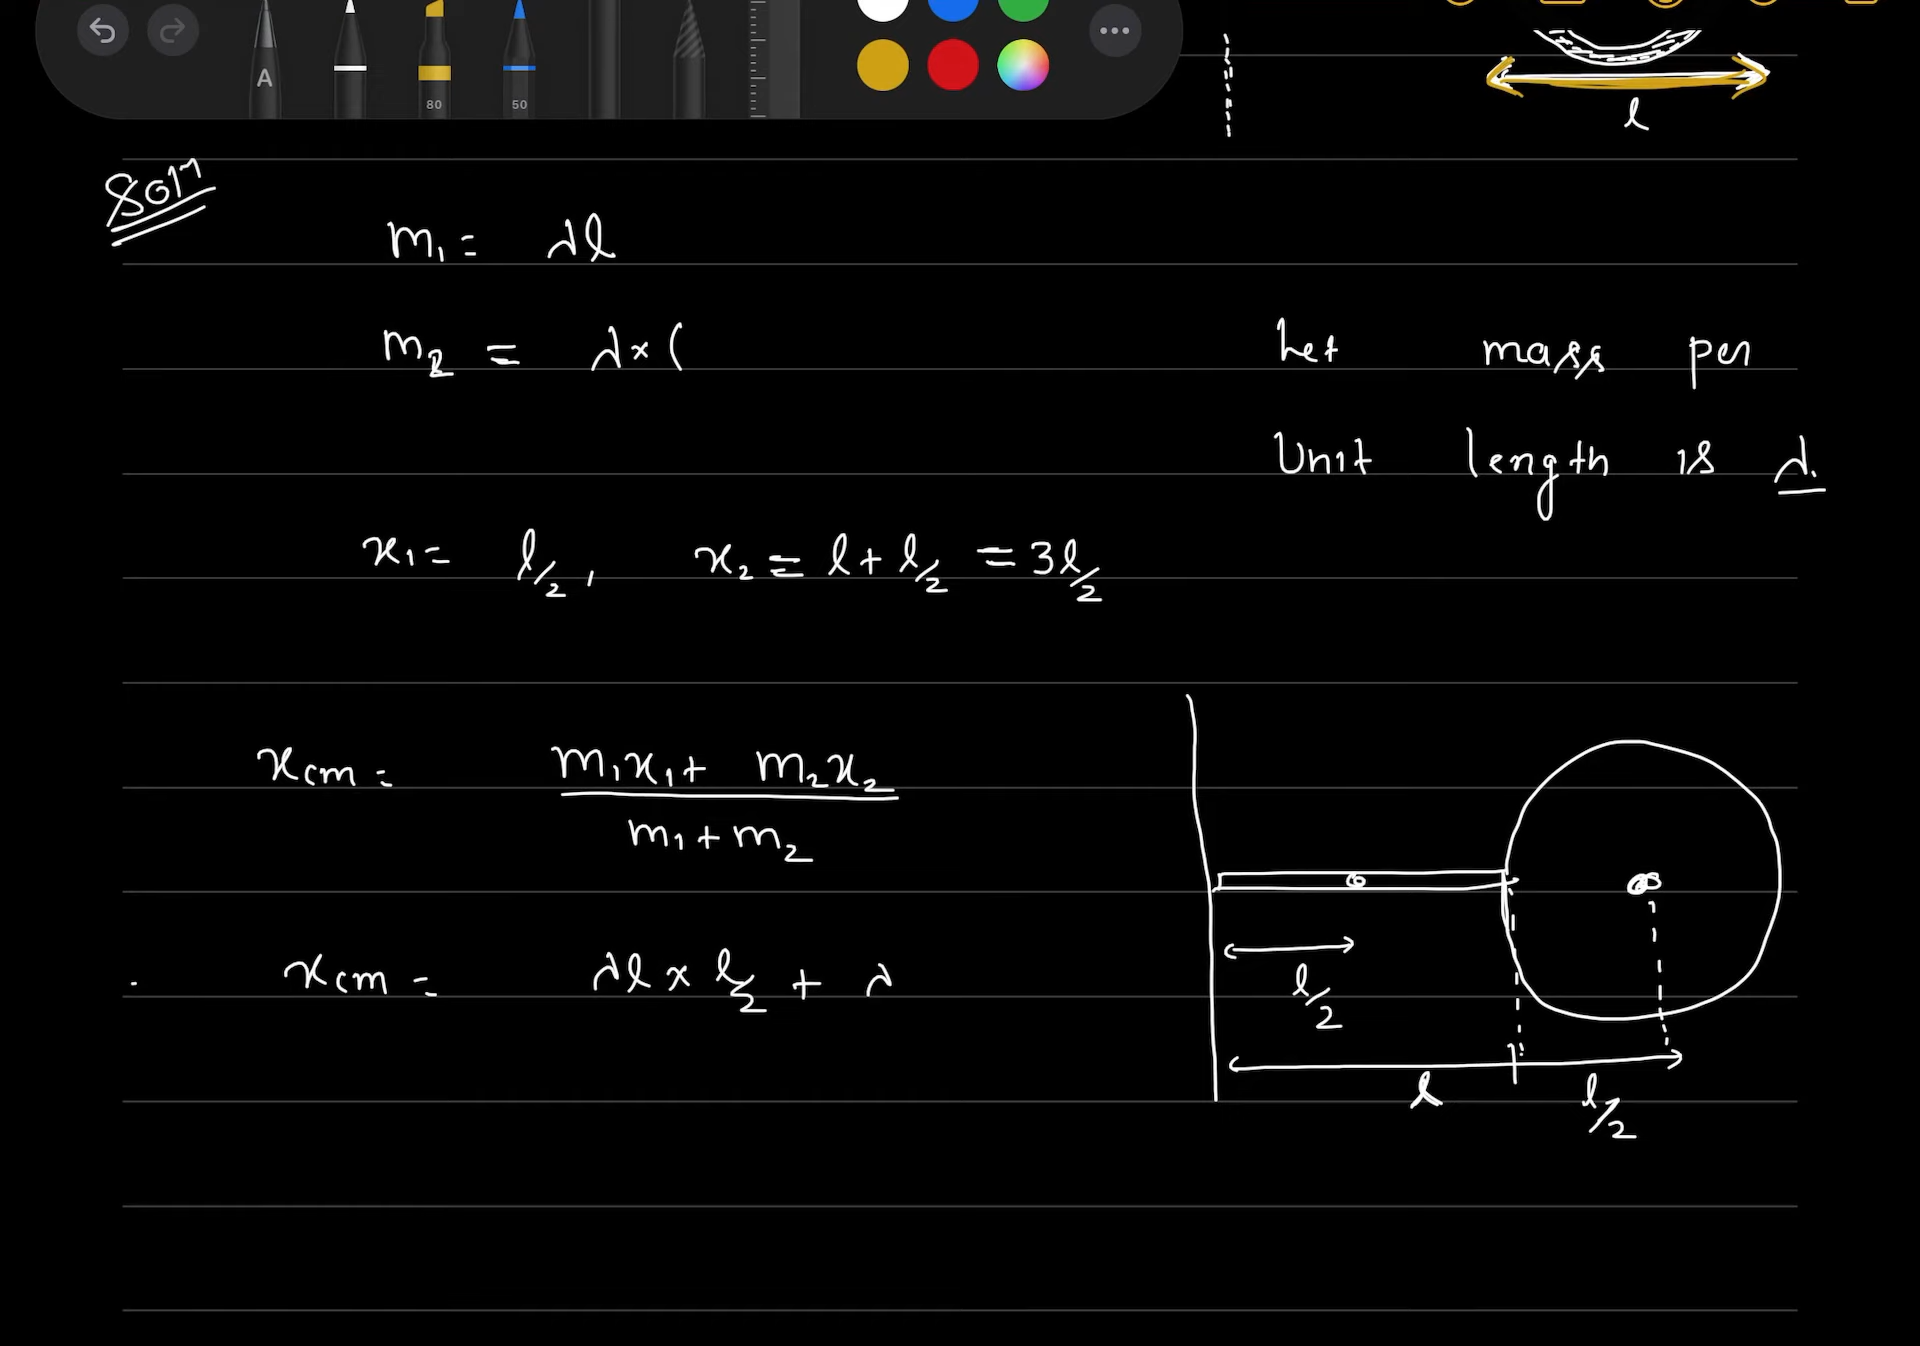 A
80
50
l
Soln
m₁ = λl
m₂ = λ×(
Let mass per
Unit length is λ.
x₁ = l/2, x₂ = l + l/2 = 3l/2
xcm = m₁x₁ + m₂x₂
m₁ + m₂
xcm = λl × l/2 + λ
l/2
l
l/2